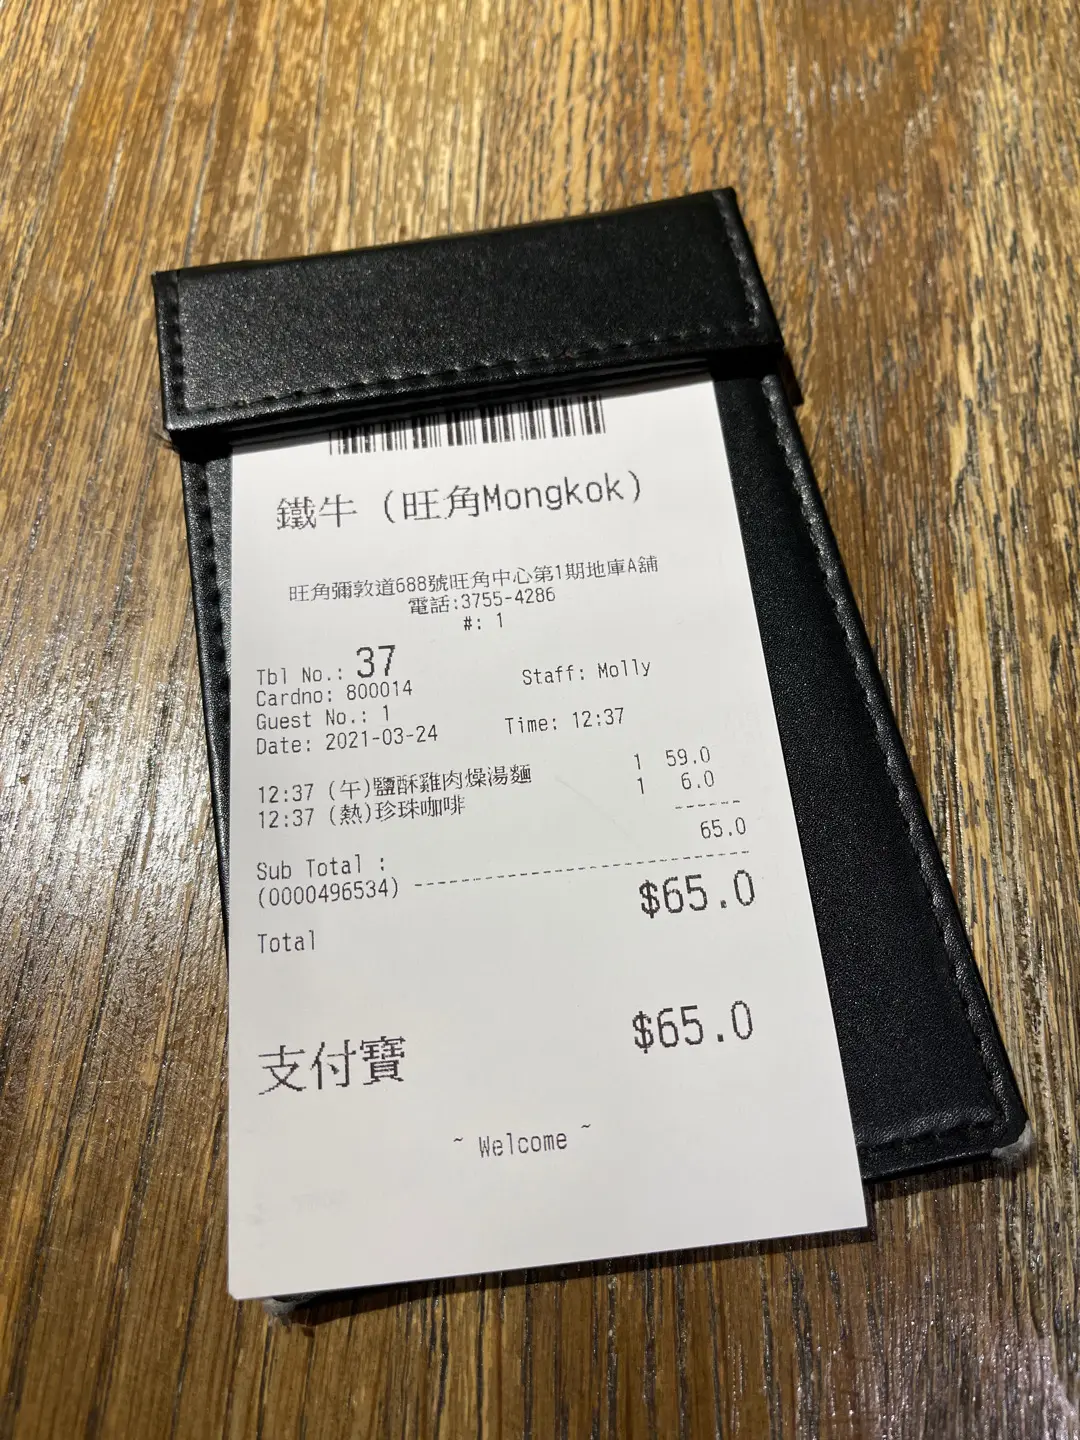 鐵牛 (旺角Mongkok)
旺角彌敦道688號旺角中心第1期地庫A舖
電話:3755-4286
#: 1
Tbl No.: 37
Cardno: 800014 Staff: Molly
Guest No.: 1
Date: 2021-03-24 Time: 12:37
12:37 (午)鹽酥雞肉燥湯麵 1 59.0
12:37 (熱)珍珠咖啡 1 6.0
------
Sub Total : 65.0
(0000496534) ------------------------------
Total $65.0
支付寶 $65.0
~ Welcome ~